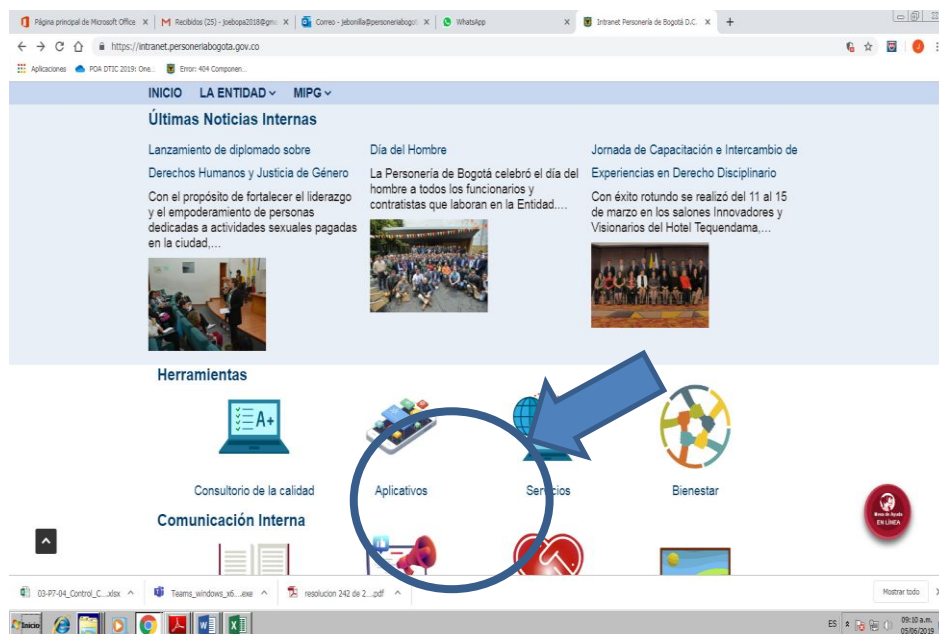 Página principal de Microsoft Office
Recibidos (25) - joebopa2018@gma
Correo - jebonilla@personeriabogot
WhatsApp
Intranet Personería de Bogotá D.C.
https://intranet.personeriabogota.gov.co
Aplicaciones
POA DTIC 2019: One...
Error: 404 Componen...
INICIO LA ENTIDAD MIPG
Últimas Noticias Internas
Lanzamiento de diplomado sobre
Derechos Humanos y Justicia de Género
Con el propósito de fortalecer el liderazgo
y el empoderamiento de personas
dedicadas a actividades sexuales pagadas
en la ciudad,...
Día del Hombre
La Personería de Bogotá celebró el día del
hombre a todos los funcionarios y
contratistas que laboran en la Entidad....
Jornada de Capacitación e Intercambio de
Experiencias en Derecho Disciplinario
Con éxito rotundo se realizó del 11 al 15
de marzo en los salones Innovadores y
Visionarios del Hotel Tequendama,...
Herramientas
A+
Consultorio de la calidad
Aplicativos
Servicios
Bienestar
Comunicación Interna
Mesa de Ayuda
EN LÍNEA
03-P7-04_Control_C...xlsx
Teams_windows_x6...exe
resolucion 242 de 2...pdf
Mostrar todo
Inicio
ES
09:10 a.m.
05/06/2019